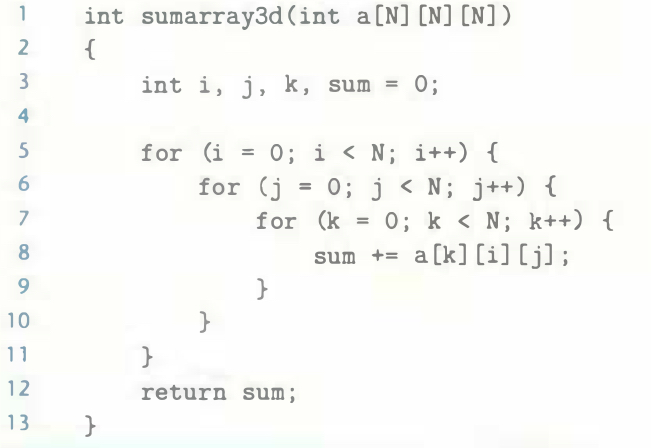 1 int sumarray3d(int a[N][N][N])
2 {
3 int i, j, k, sum = 0;
4
5 for (i = 0; i < N; i++) {
6 for (j = 0; j < N; j++) {
7 for (k = 0; k < N; k++) {
8 sum += a[k][i][j];
9 }
10 }
11 }
12 return sum;
13 }